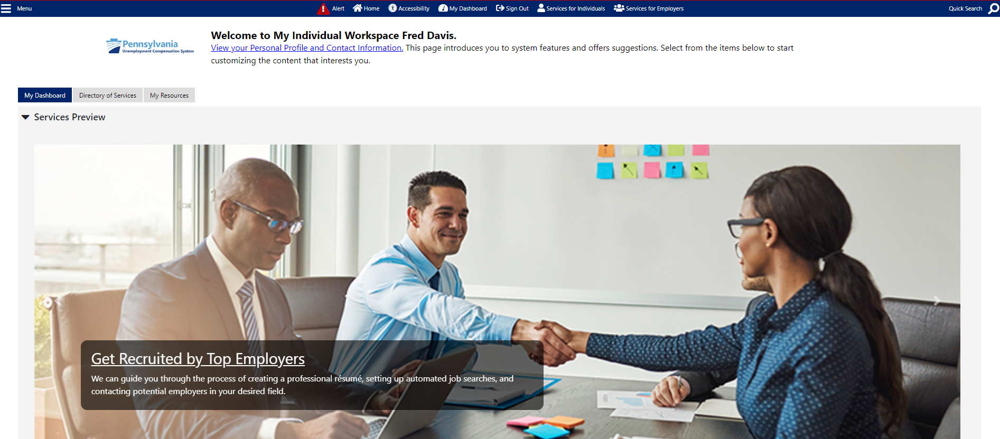 Menu
Alert
Home
Accessibility
My Dashboard
Sign Out
Services for Individuals
Services for Employers
Quick Search
Pennsylvania
Unemployment Compensation System
Welcome to My Individual Workspace Fred Davis.
View your Personal Profile and Contact Information. This page introduces you to system features and offers suggestions. Select from the items below to start
customizing the content that interests you.
My Dashboard
Directory of Services
My Resources
Services Preview
Get Recruited by Top Employers
We can guide you through the process of creating a professional résumé, setting up automated job searches, and
contacting potential employers in your desired field.